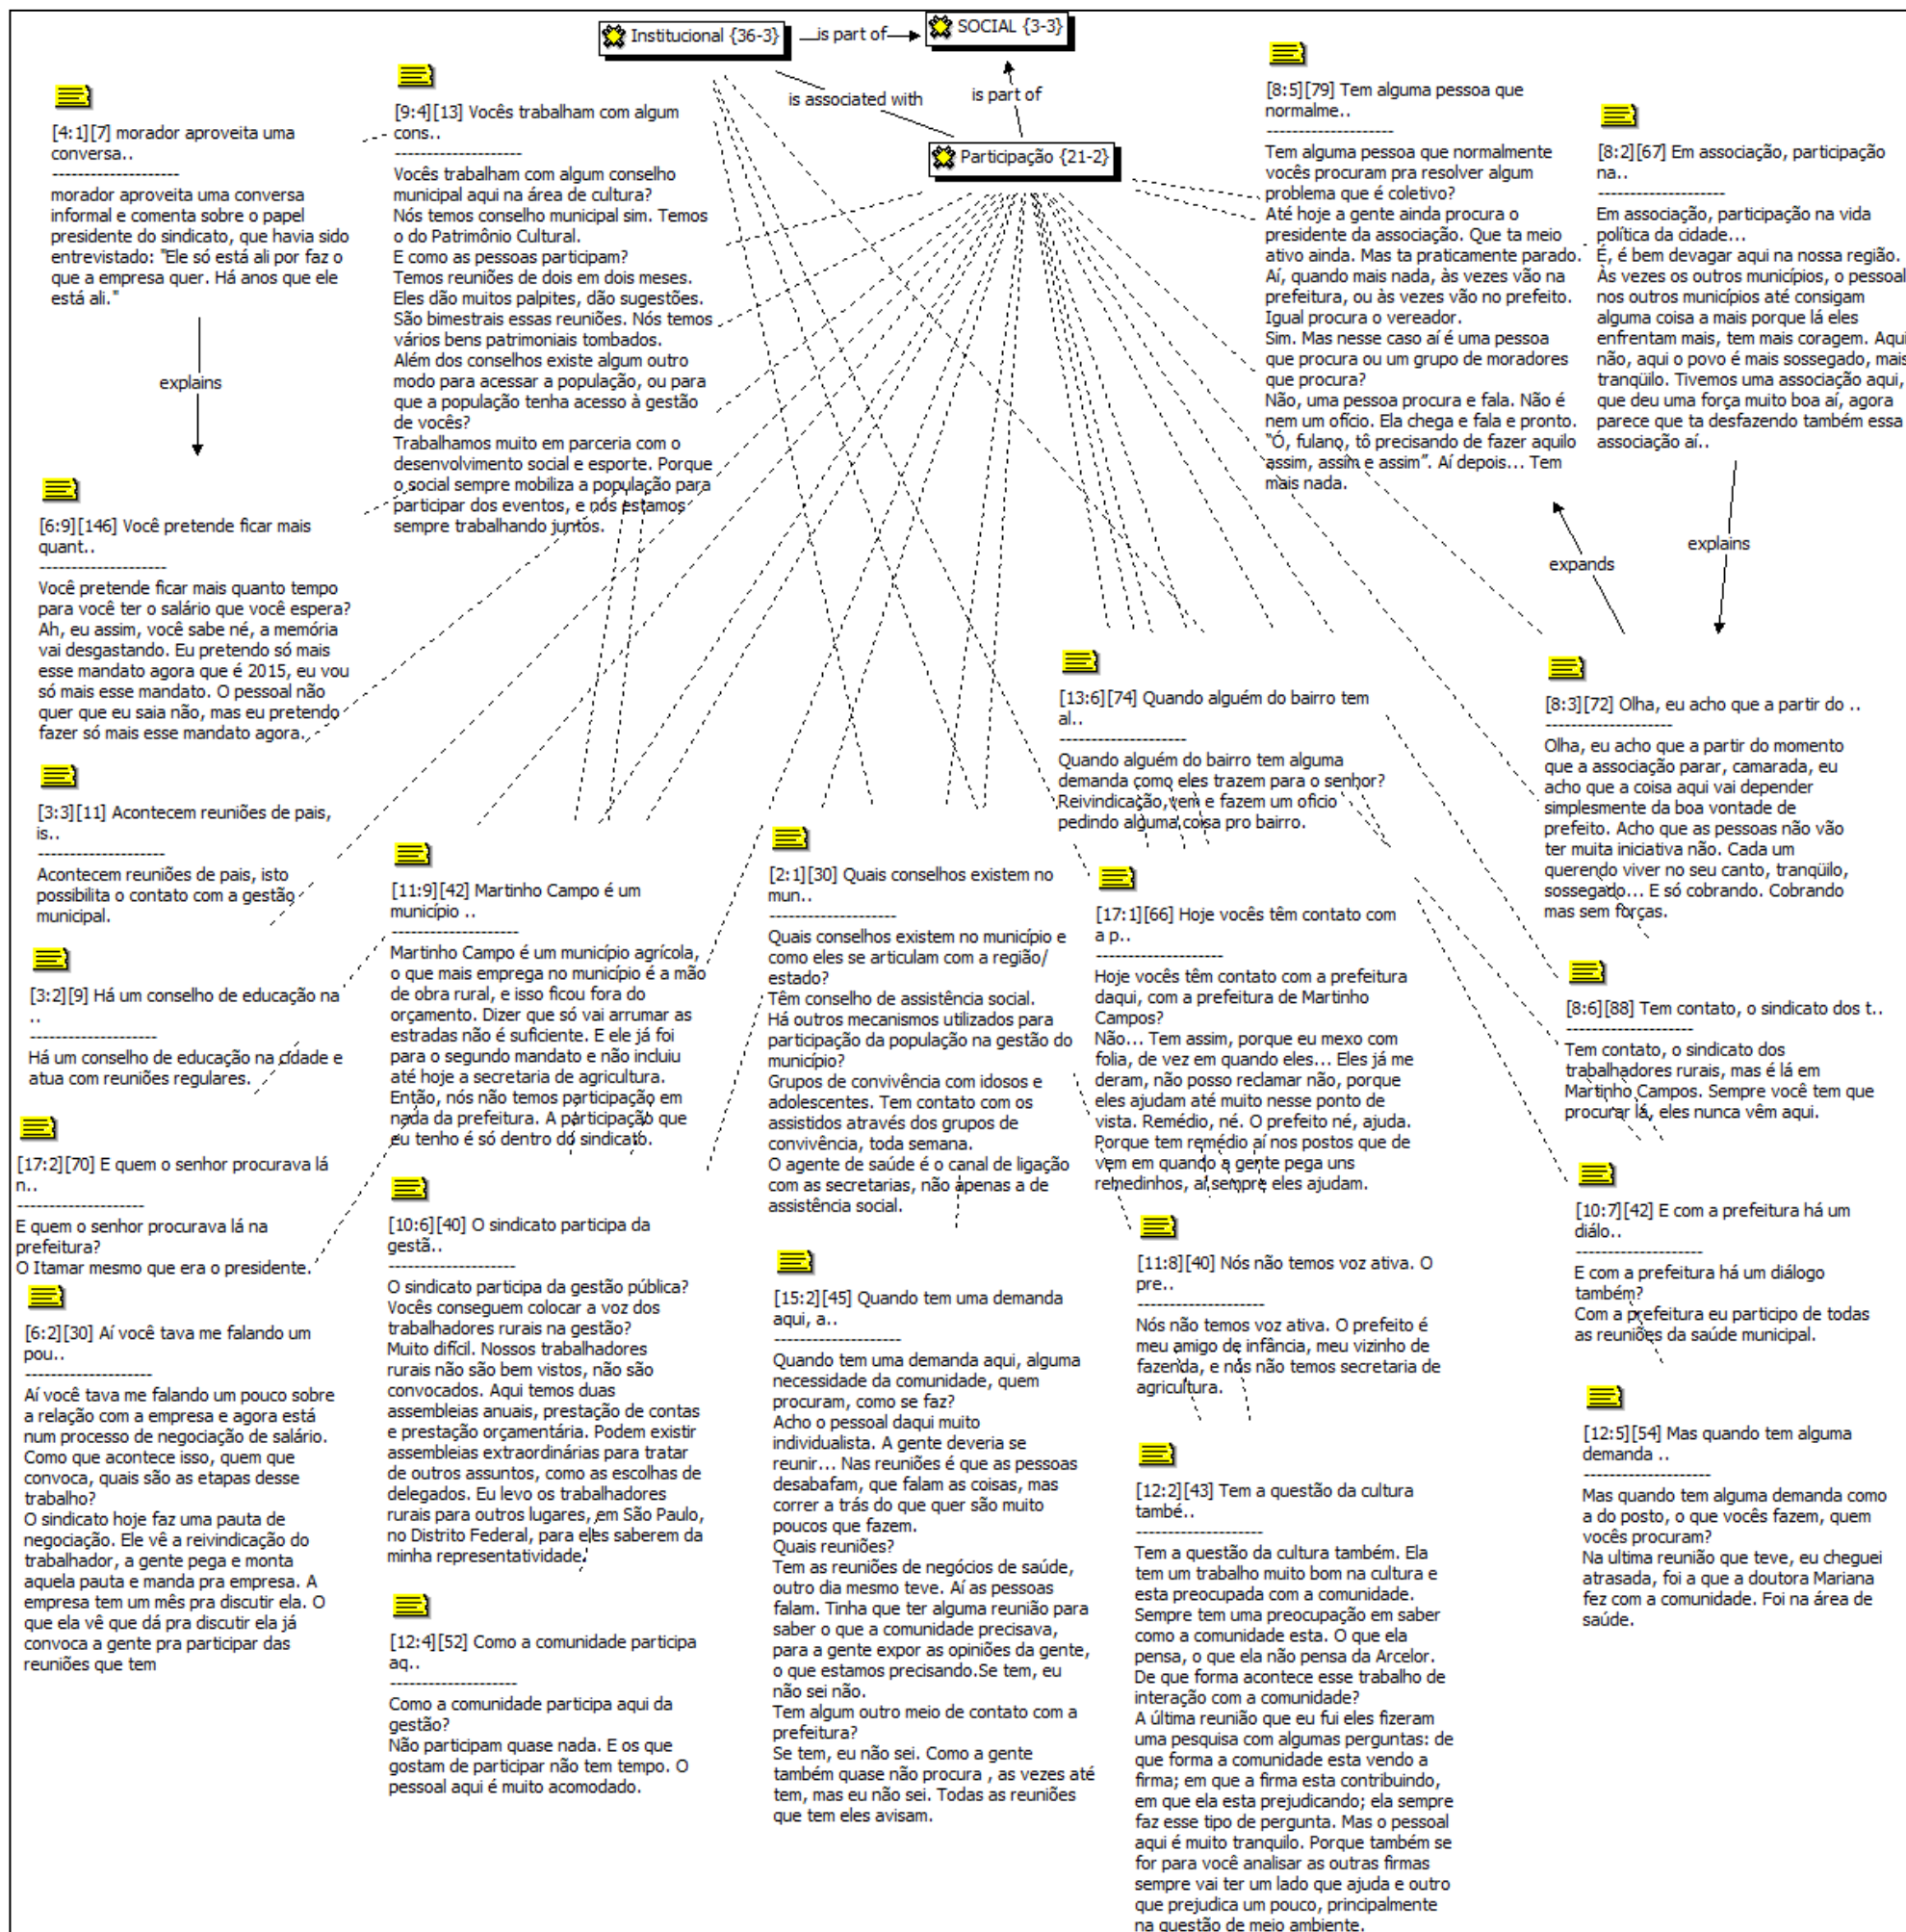 Institucional {36-3}
is part of
SOCIAL {3-3}
is associated with
is part of
Participação {21-2}
[4:1][7] morador aproveita uma
conversa..
--------------------
morador aproveita uma conversa
informal e comenta sobre o papel
presidente do sindicato, que havia sido
entrevistado: "Ele só está ali por faz o
que a empresa quer. Há anos que ele
está ali."
explains
[6:9][146] Você pretende ficar mais
quant..
--------------------
Você pretende ficar mais quanto tempo
para você ter o salário que você espera?
Ah, eu assim, você sabe né, a memória
vai desgastando. Eu pretendo só mais
esse mandato agora que é 2015, eu vou
só mais esse mandato. O pessoal não
quer que eu saia não, mas eu pretendo
fazer só mais esse mandato agora.
[3:3][11] Acontecem reuniões de pais,
is..
--------------------
Acontecem reuniões de pais, isto
possibilita o contato com a gestão
municipal.
[3:2][9] Há um conselho de educação na
..
--------------------
Há um conselho de educação na cidade e
atua com reuniões regulares.
[17:2][70] E quem o senhor procurava lá
n..
--------------------
E quem o senhor procurava lá na
prefeitura?
O Itamar mesmo que era o presidente.
[6:2][30] Aí você tava me falando um
pou..
--------------------
Aí você tava me falando um pouco sobre
a relação com a empresa e agora está
num processo de negociação de salário.
Como que acontece isso, quem que
convoca, quais são as etapas desse
trabalho?
O sindicato hoje faz uma pauta de
negociação. Ele vê a reivindicação do
trabalhador, a gente pega e monta
aquela pauta e manda pra empresa. A
empresa tem um mês pra discutir ela. O
que ela vê que dá pra discutir ela já
convoca a gente pra participar das
reuniões que tem
[9:4][13] Vocês trabalham com algum
cons..
--------------------
Vocês trabalham com algum conselho
municipal aqui na área de cultura?
Nós temos conselho municipal sim. Temos
o do Patrimônio Cultural.
E como as pessoas participam?
Temos reuniões de dois em dois meses.
Eles dão muitos palpites, dão sugestões.
São bimestrais essas reuniões. Nós temos
vários bens patrimoniais tombados.
Além dos conselhos existe algum outro
modo para acessar a população, ou para
que a população tenha acesso à gestão
de vocês?
Trabalhamos muito em parceria com o
desenvolvimento social e esporte. Porque
o social sempre mobiliza a população para
participar dos eventos, e nós estamos
sempre trabalhando juntos.
[11:9][42] Martinho Campo é um
município ..
--------------------
Martinho Campo é um município agrícola,
o que mais emprega no município é a mão
de obra rural, e isso ficou fora do
orçamento. Dizer que só vai arrumar as
estradas não é suficiente. E ele já foi
para o segundo mandato e não incluiu
até hoje a secretaria de agricultura.
Então, nós não temos participação em
nada da prefeitura. A participação que
eu tenho é só dentro do sindicato.
[10:6][40] O sindicato participa da
gestã..
--------------------
O sindicato participa da gestão pública?
Vocês conseguem colocar a voz dos
trabalhadores rurais na gestão?
Muito difícil. Nossos trabalhadores
rurais não são bem vistos, não são
convocados. Aqui temos duas
assembleias anuais, prestação de contas
e prestação orçamentária. Podem existir
assembleias extraordinárias para tratar
de outros assuntos, como as escolhas de
delegados. Eu levo os trabalhadores
rurais para outros lugares, em São Paulo,
no Distrito Federal, para eles saberem da
minha representatividade.
[12:4][52] Como a comunidade participa
aq..
--------------------
Como a comunidade participa aqui da
gestão?
Não participam quase nada. E os que
gostam de participar não tem tempo. O
pessoal aqui é muito acomodado.
[2:1][30] Quais conselhos existem no
mun..
--------------------
Quais conselhos existem no município e
como eles se articulam com a região/
estado?
Têm conselho de assistência social.
Há outros mecanismos utilizados para
participação da população na gestão do
município?
Grupos de convivência com idosos e
adolescentes. Tem contato com os
assistidos através dos grupos de
convivência, toda semana.
O agente de saúde é o canal de ligação
com as secretarias, não apenas a de
assistência social.
[15:2][45] Quando tem uma demanda
aqui, a..
--------------------
Quando tem uma demanda aqui, alguma
necessidade da comunidade, quem
procuram, como se faz?
Acho o pessoal daqui muito
individualista. A gente deveria se
reunir... Nas reuniões é que as pessoas
desabafam, que falam as coisas, mas
correr a trás do que quer são muito
poucos que fazem.
Quais reuniões?
Tem as reuniões de negócios de saúde,
outro dia mesmo teve. Aí as pessoas
falam. Tinha que ter alguma reunião para
saber o que a comunidade precisava,
para a gente expor as opiniões da gente,
o que estamos precisando.Se tem, eu
não sei não.
Tem algum outro meio de contato com a
prefeitura?
Se tem, eu não sei. Como a gente
também quase não procura , as vezes até
tem, mas eu não sei. Todas as reuniões
que tem eles avisam.
[13:6][74] Quando alguém do bairro tem
al..
--------------------
Quando alguém do bairro tem alguma
demanda como eles trazem para o senhor?
Reivindicação,vem e fazem um oficio
pedindo alguma coisa pro bairro.
[17:1][66] Hoje vocês têm contato com
a p..
--------------------
Hoje vocês têm contato com a prefeitura
daqui, com a prefeitura de Martinho
Campos?
Não... Tem assim, porque eu mexo com
folia, de vez em quando eles... Eles já me
deram, não posso reclamar não, porque
eles ajudam até muito nesse ponto de
vista. Remédio, né. O prefeito né, ajuda.
Porque tem remédio aí nos postos que de
vem em quando a gente pega uns
remedinhos, aí sempre eles ajudam.
[11:8][40] Nós não temos voz ativa. O
pre..
--------------------
Nós não temos voz ativa. O prefeito é
meu amigo de infância, meu vizinho de
fazenda, e nós não temos secretaria de
agricultura.
[12:2][43] Tem a questão da cultura
també..
--------------------
Tem a questão da cultura também. Ela
tem um trabalho muito bom na cultura e
esta preocupada com a comunidade.
Sempre tem uma preocupação em saber
como a comunidade esta. O que ela
pensa, o que ela não pensa da Arcelor.
De que forma acontece esse trabalho de
interação com a comunidade?
A última reunião que eu fui eles fizeram
uma pesquisa com algumas perguntas: de
que forma a comunidade esta vendo a
firma; em que a firma esta contribuindo,
em que ela esta prejudicando; ela sempre
faz esse tipo de pergunta. Mas o pessoal
aqui é muito tranquilo. Porque também se
for para você analisar as outras firmas
sempre vai ter um lado que ajuda e outro
que prejudica um pouco, principalmente
na questão de meio ambiente.
[8:5][79] Tem alguma pessoa que
normalme..
--------------------
Tem alguma pessoa que normalmente
vocês procuram pra resolver algum
problema que é coletivo?
Até hoje a gente ainda procura o
presidente da associação. Que ta meio
ativo ainda. Mas ta praticamente parado.
Aí, quando mais nada, às vezes vão na
prefeitura, ou às vezes vão no prefeito.
Igual procura o vereador.
Sim. Mas nesse caso aí é uma pessoa
que procura ou um grupo de moradores
que procura?
Não, uma pessoa procura e fala. Não é
nem um ofício. Ela chega e fala e pronto.
"Ó, fulano, tô precisando de fazer aquilo
assim, assim e assim". Aí depois... Tem
mais nada.
expands
[8:2][67] Em associação, participação
na..
--------------------
Em associação, participação na vida
política da cidade...
É, é bem devagar aqui na nossa região.
Às vezes os outros municípios, o pessoal
nos outros municípios até consigam
alguma coisa a mais porque lá eles
enfrentam mais, tem mais coragem. Aqui
não, aqui o povo é mais sossegado, mais
tranqüilo. Tivemos uma associação aqui,
que deu uma força muito boa aí, agora
parece que ta desfazendo também essa
associação aí..
explains
[8:3][72] Olha, eu acho que a partir do ..
--------------------
Olha, eu acho que a partir do momento
que a associação parar, camarada, eu
acho que a coisa aqui vai depender
simplesmente da boa vontade de
prefeito. Acho que as pessoas não vão
ter muita iniciativa não. Cada um
querendo viver no seu canto, tranqüilo,
sossegado... E só cobrando. Cobrando
mas sem forças.
[8:6][88] Tem contato, o sindicato dos t..
--------------------
Tem contato, o sindicato dos
trabalhadores rurais, mas é lá em
Martinho Campos. Sempre você tem que
procurar lá, eles nunca vêm aqui.
[10:7][42] E com a prefeitura há um
diálo..
--------------------
E com a prefeitura há um diálogo
também?
Com a prefeitura eu participo de todas
as reuniões da saúde municipal.
[12:5][54] Mas quando tem alguma
demanda ..
--------------------
Mas quando tem alguma demanda como
a do posto, o que vocês fazem, quem
vocês procuram?
Na ultima reunião que teve, eu cheguei
atrasada, foi a que a doutora Mariana
fez com a comunidade. Foi na área de
saúde.